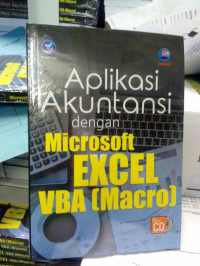 Aplikasi
Akuntansi
dengan
Microsoft
EXCEL
VBA (Macro)
CD